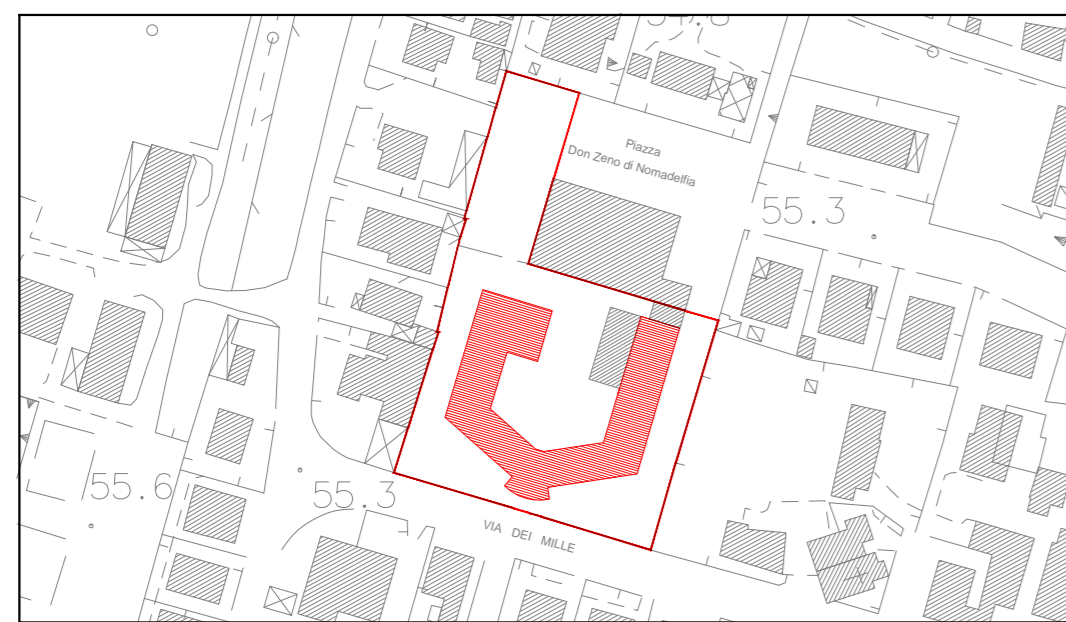 Piazza
Don Zeno di Nomadelfia
55.3
55.6
55.3
VIA DEI MILLE